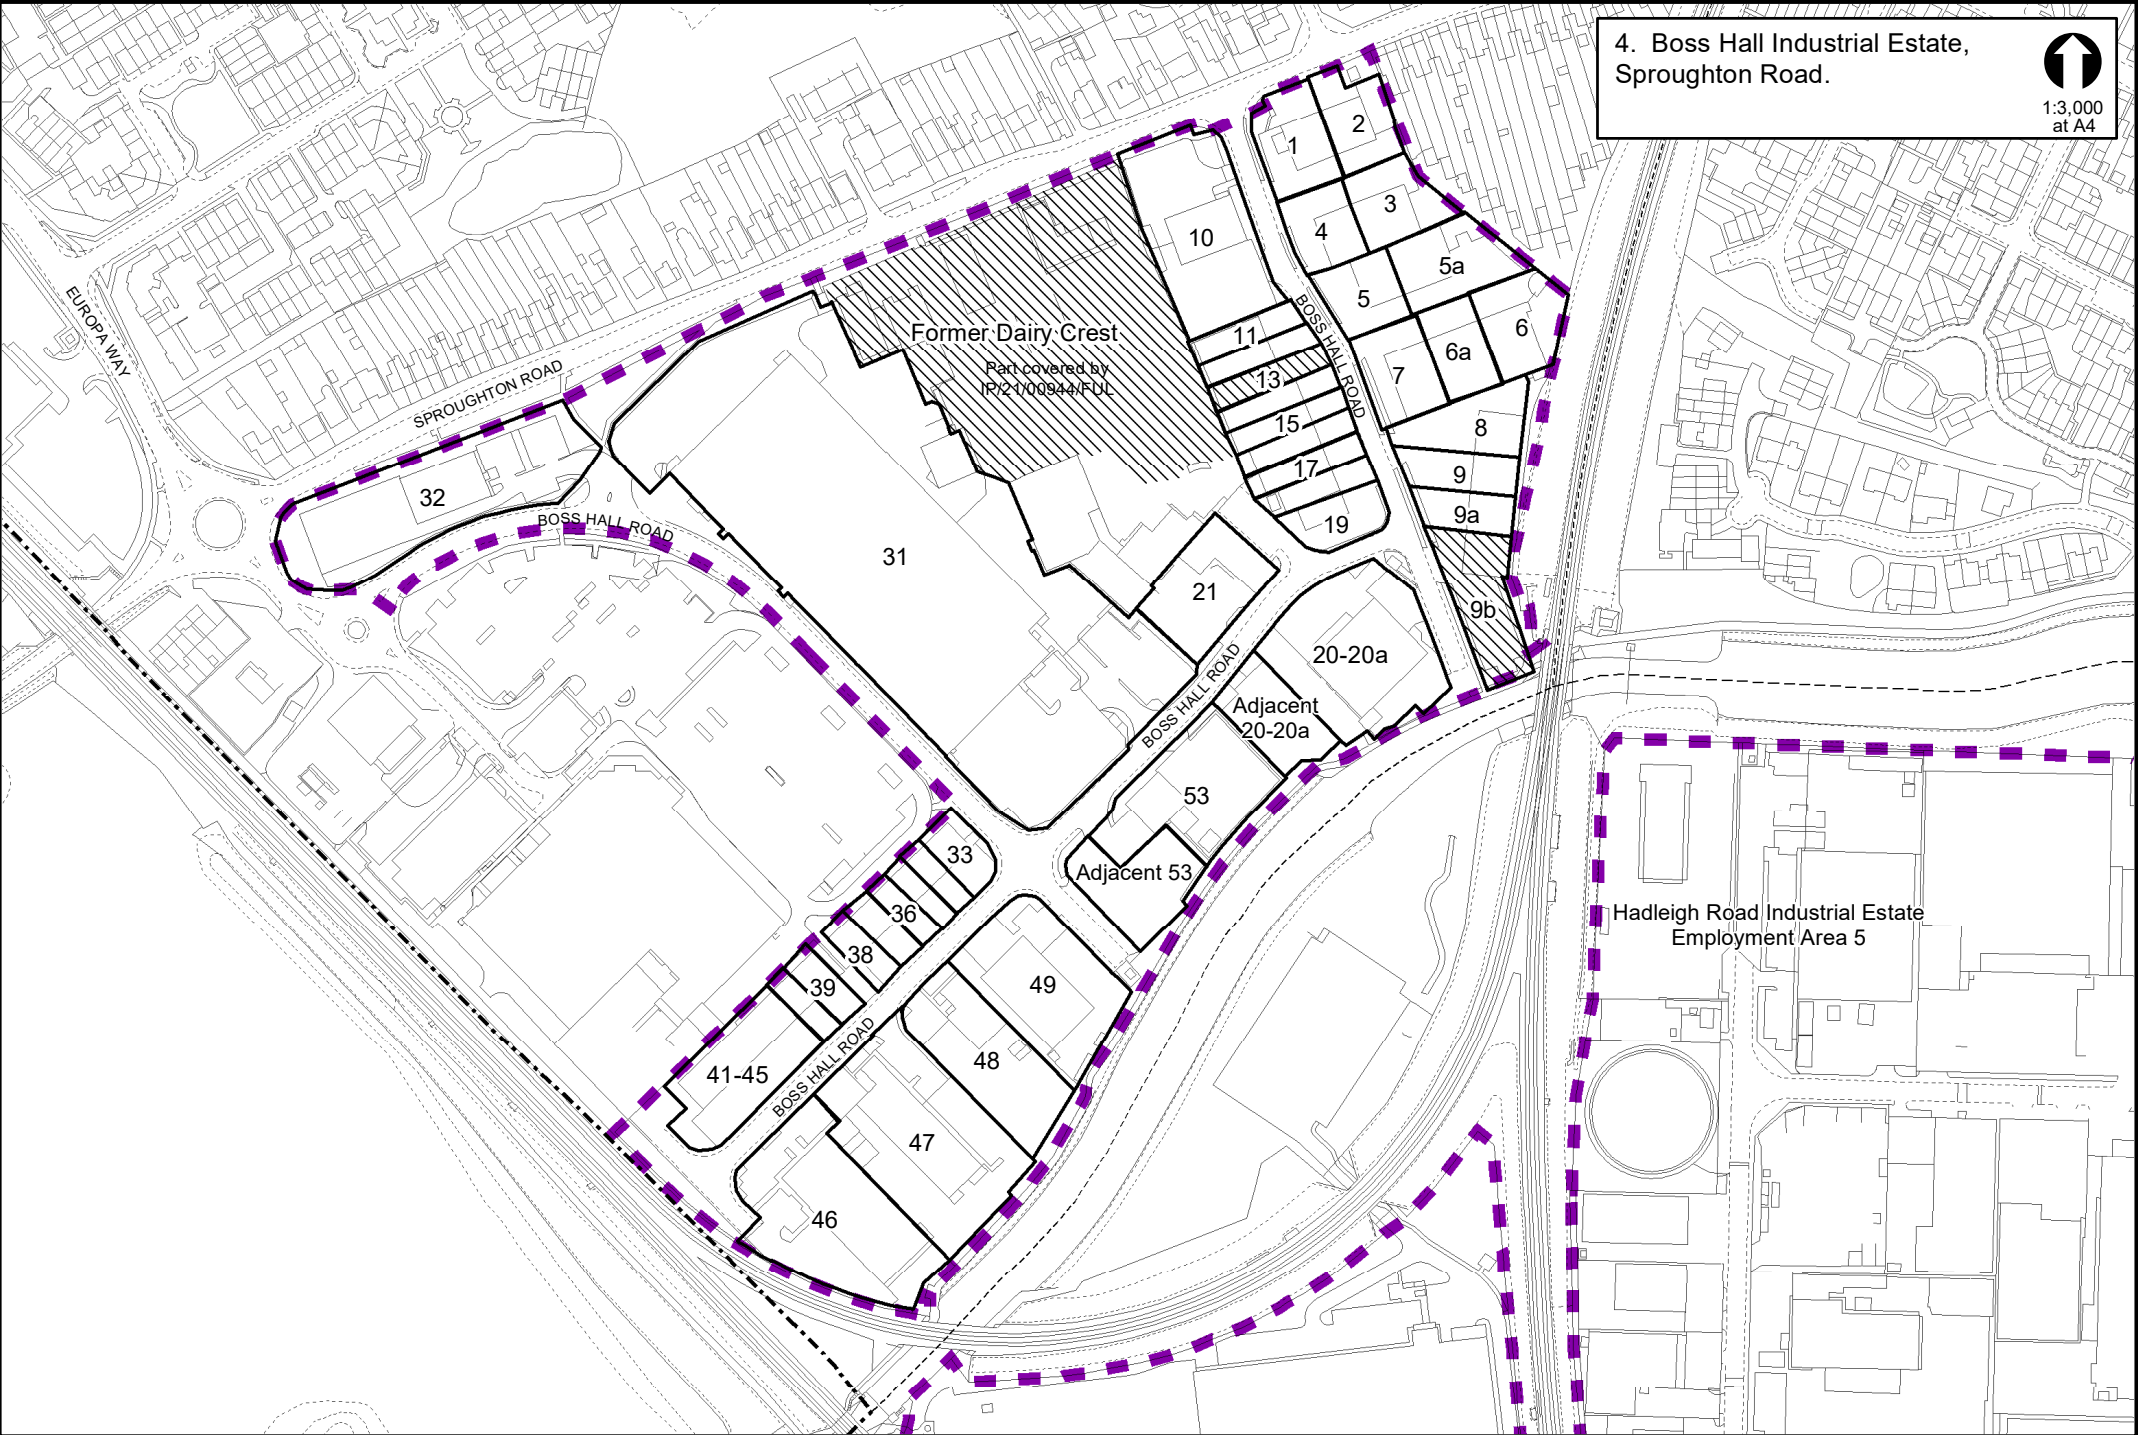 4. Boss Hall Industrial Estate,
Sproughton Road.
1:3,000
at A4
2
1
3
4
10
5a
5
EUROPA WAY
BOSS HALL ROAD
6
11
Former Dairy Crest
6a
Part covered by
IP/21/00944/FUL
7
13
SPROUGHTON ROAD
15
8
17
9
32
9a
19
BOSS HALL ROAD
31
21
9b
20-20a
BOSS HALL ROAD
Adjacent
20-20a
53
33
Adjacent 53
36
Hadleigh Road Industrial Estate
Employment Area 5
38
39
49
BOSS HALL ROAD
48
41-45
47
46